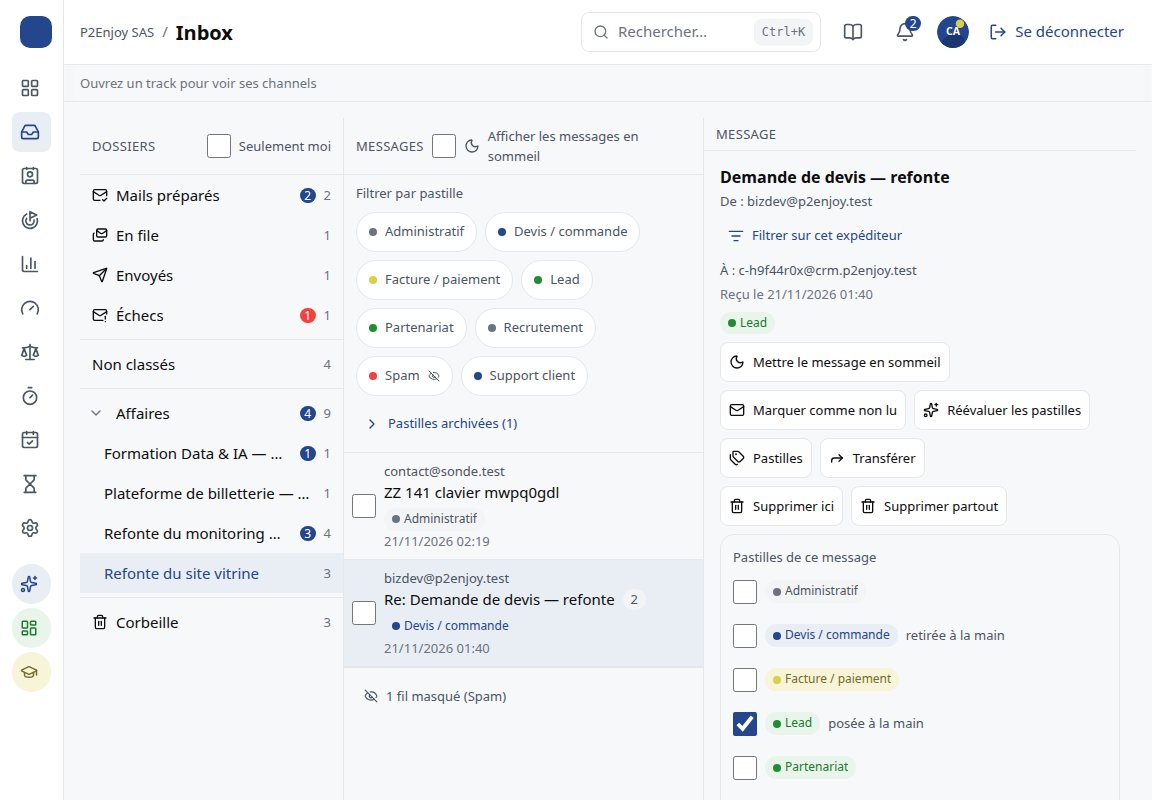 P2Enjoy SAS / Inbox
Rechercher...
Ctrl+K
2
CA
Se déconnecter
Ouvrez un track pour voir ses channels
DOSSIERS
Seulement moi
Mails préparés 2 2
En file 1
Envoyés 1
Échecs 1 1
Non classés 4
Affaires 4 9
Formation Data & IA — ... 1 1
Plateforme de billetterie — ... 1
Refonte du monitoring ... 3 4
Refonte du site vitrine 3
Corbeille 3
MESSAGES
Afficher les messages en
sommeil
Filtrer par pastille
Administratif
Devis / commande
Facture / paiement
Lead
Partenariat
Recrutement
Spam
Support client
Pastilles archivées (1)
contact@sonde.test
ZZ 141 clavier mwpq0gdl
Administratif
21/11/2026 02:19
bizdev@p2enjoy.test
Re: Demande de devis — refonte 2
Devis / commande
21/11/2026 01:40
1 fil masqué (Spam)
MESSAGE
Demande de devis — refonte
De : bizdev@p2enjoy.test
Filtrer sur cet expéditeur
À : c-h9f44r0x@crm.p2enjoy.test
Reçu le 21/11/2026 01:40
Lead
Mettre le message en sommeil
Marquer comme non lu
Réévaluer les pastilles
Pastilles
Transférer
Supprimer ici
Supprimer partout
Pastilles de ce message
Administratif
Devis / commande retirée à la main
Facture / paiement
Lead posée à la main
Partenariat